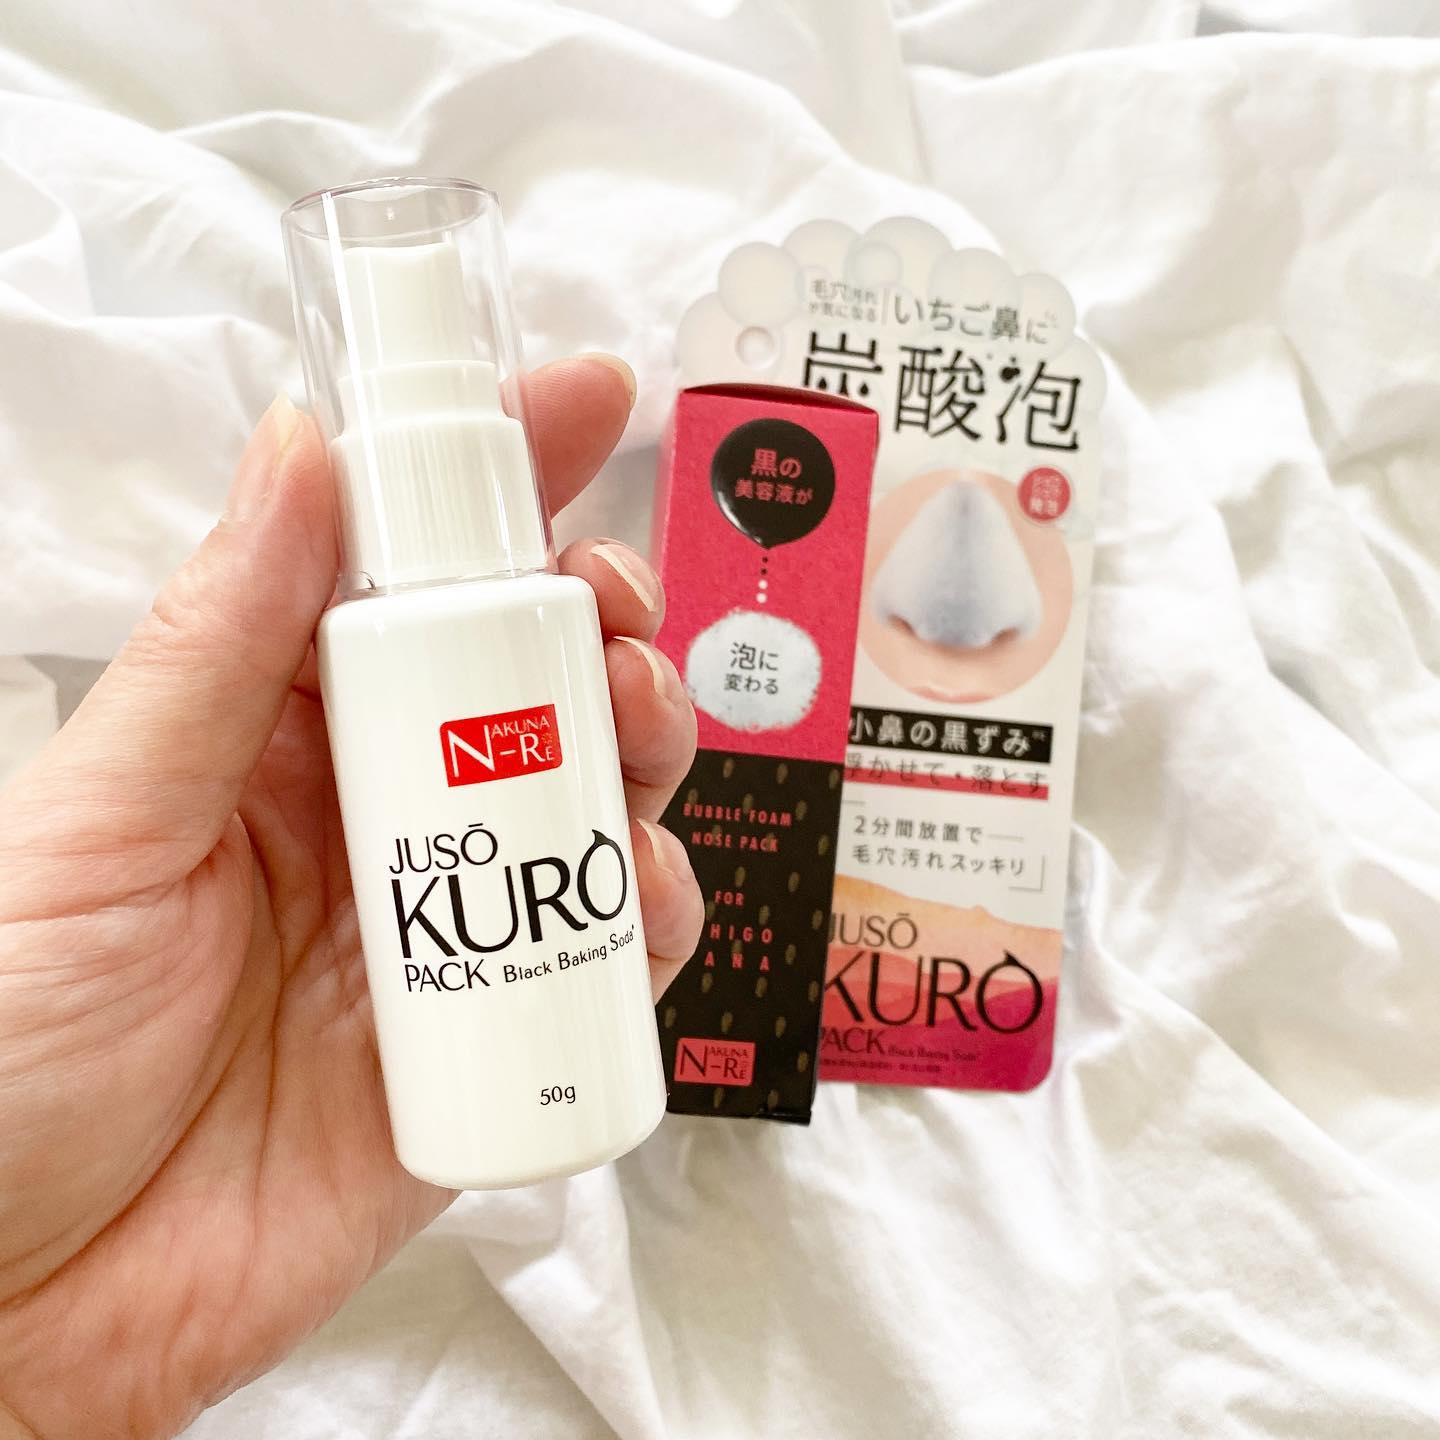 NAKUNA
N-RE
JUSŌ
KURO
PACK Black Baking Soda*
50g
黒の
美容液が
泡に
変わる
BUBBLE FOAM
NOSE PACK
FOR
HIGO
ANA
NAKUNA
N-RE
毛穴汚れ
が気になる
いちご鼻に
炭酸泡
小鼻の黒ずみ
浮かせて・落とす
2分間放置で
毛穴汚れスッキリ
JUSŌ
KURO
PACK Black Baking Soda*